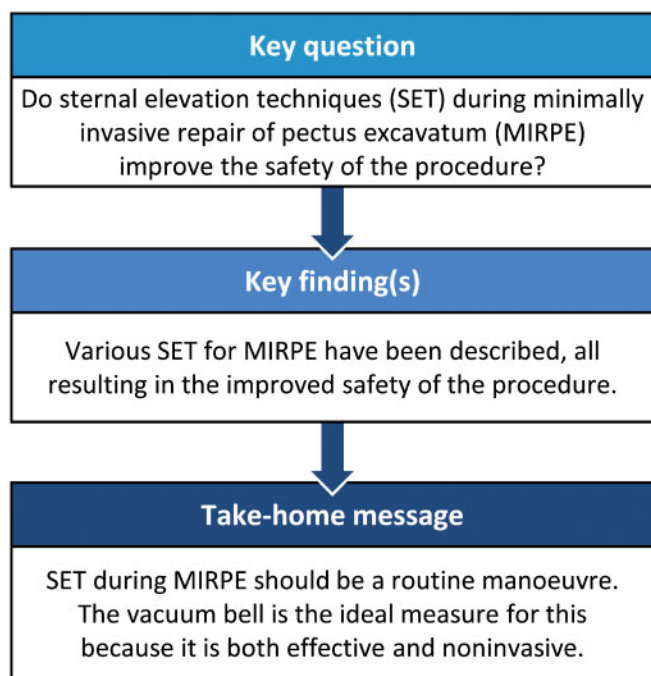 Key question
Do sternal elevation techniques (SET) during minimally
invasive repair of pectus excavatum (MIRPE)
improve the safety of the procedure?
Key finding(s)
Various SET for MIRPE have been described, all
resulting in the improved safety of the procedure.
Take-home message
SET during MIRPE should be a routine manoeuvre.
The vacuum bell is the ideal measure for this
because it is both effective and noninvasive.